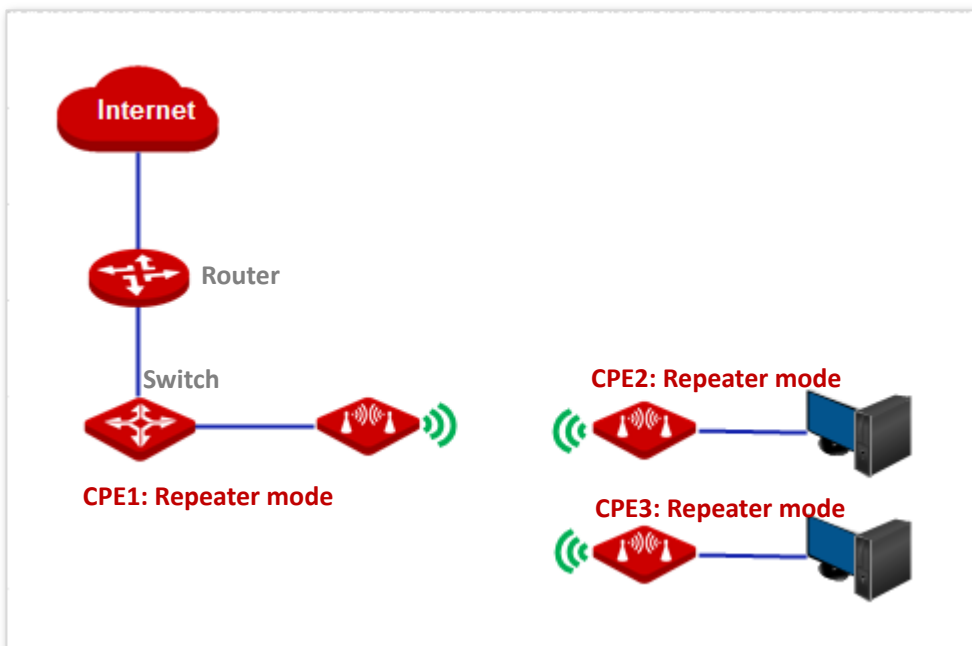 Internet
Router
Switch
CPE2: Repeater mode
CPE1: Repeater mode
CPE3: Repeater mode